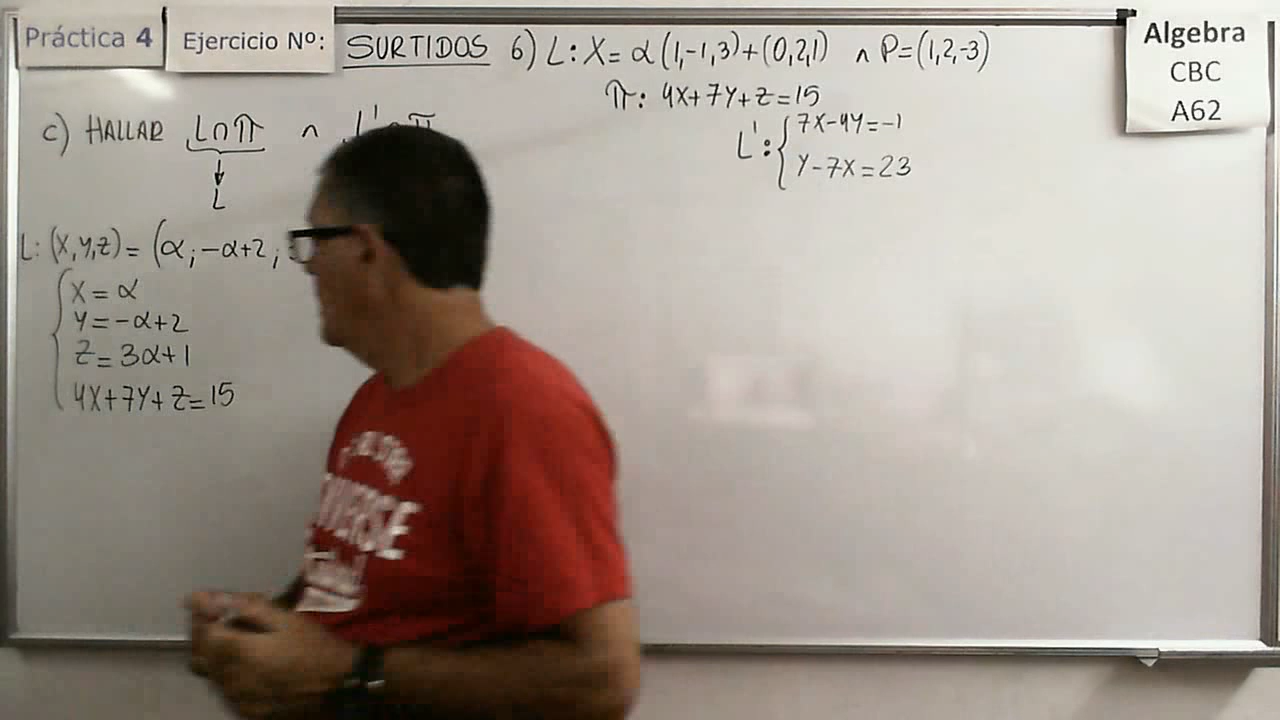 Práctica 4
Ejercicio Nº:
SURTIDOS 6) L: X = α(1,-1,3)+(0,2,1) ∧ P=(1,2,-3)
π: 4X+7Y+Z=15
L': { 7X-4Y=-1
Y-7X=23
Algebra
CBC
A62
c) HALLAR L∩π ∧ L'∩π
L
L: (X,Y,Z) = (α; -α+2;
X=α
Y=-α+2
Z=3α+1
4X+7Y+Z=15